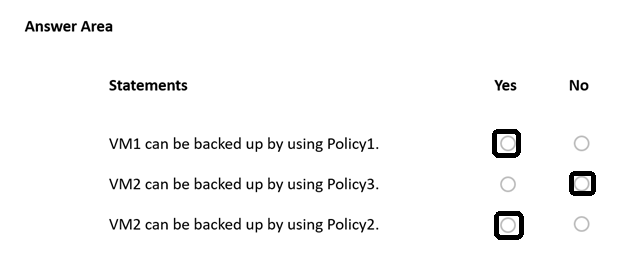 Answer Area
Statements Yes No
VM1 can be backed up by using Policy1.
VM2 can be backed up by using Policy3.
VM2 can be backed up by using Policy2.